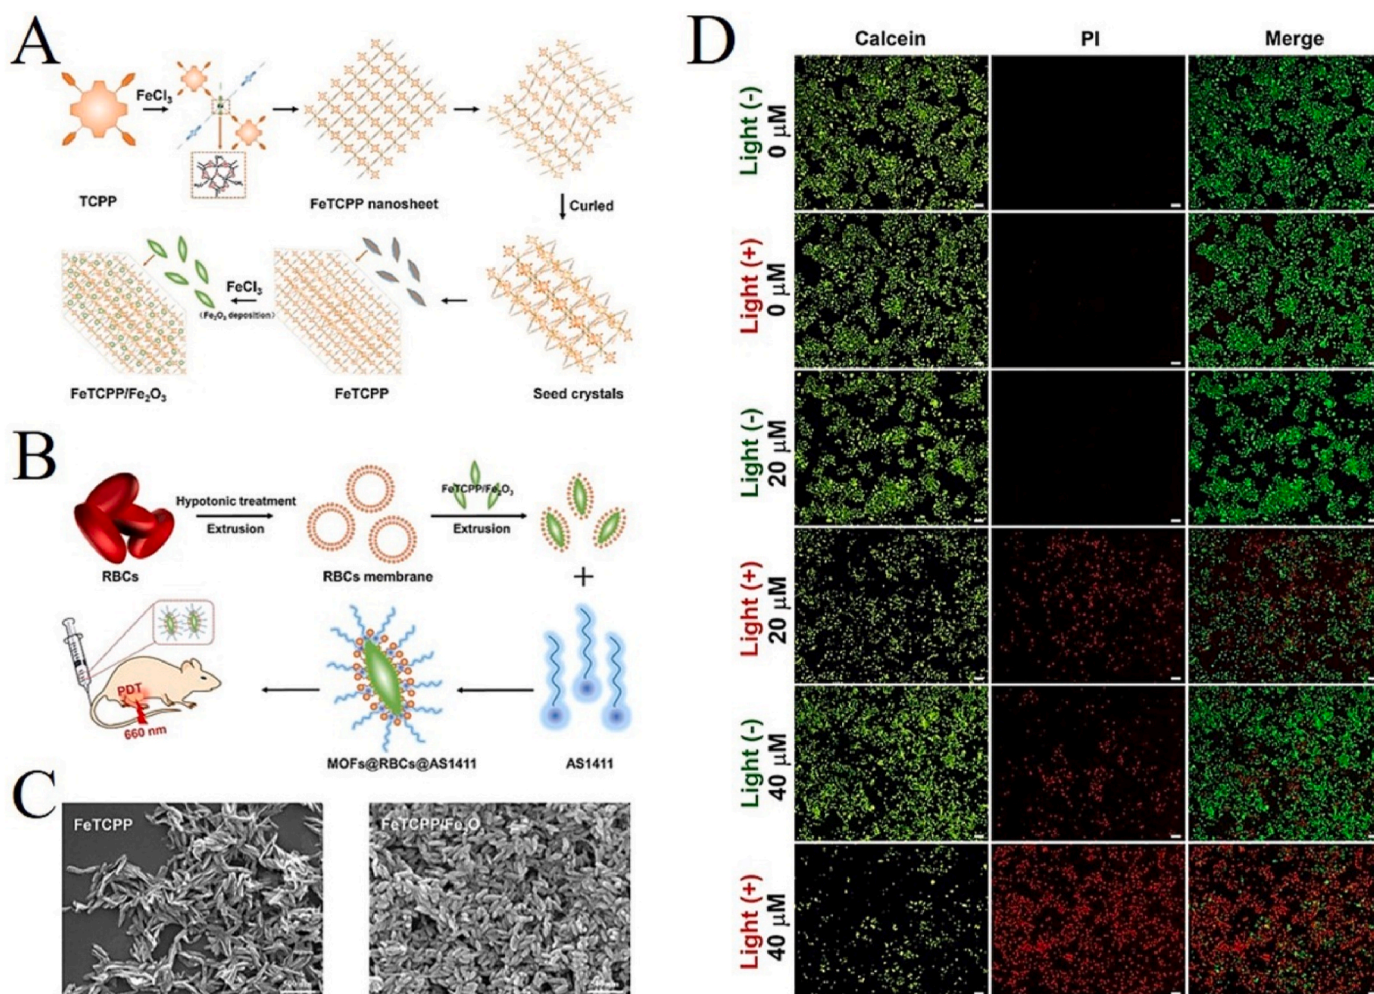 A
FeCl₃
TCPP
FeTCPP nanosheet
Curled
FeCl₃
(Fe₂O₃ deposition)
FeTCPP/Fe₂O₃
FeTCPP
Seed crystals
B
Hypotonic treatment
Extrusion
FeTCPP/Fe₂O₃
Extrusion
RBCs
RBCs membrane
+
PDT
660 nm
MOFs@RBCs@AS1411
AS1411
C
FeTCPP
FeTCPP/Fe₂O
D
Calcein
PI
Merge
Light (-)
0 μM
Light (+)
0 μM
Light (-)
20 μM
Light (+)
20 μM
Light (-)
40 μM
Light (+)
40 μM